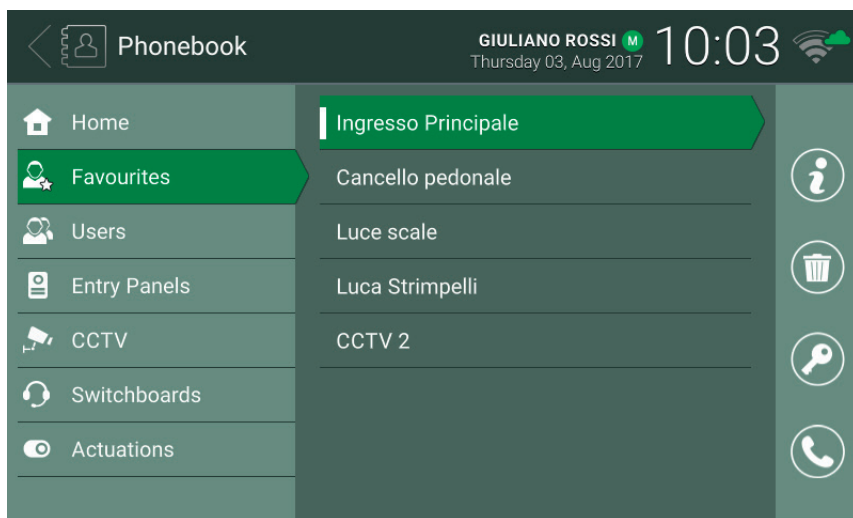 Phonebook
GIULIANO ROSSI M
Thursday 03, Aug 2017
10:03
Home
Favourites
Users
Entry Panels
CCTV
Switchboards
Actuations
Ingresso Principale
Cancello pedonale
Luce scale
Luca Strimpelli
CCTV 2